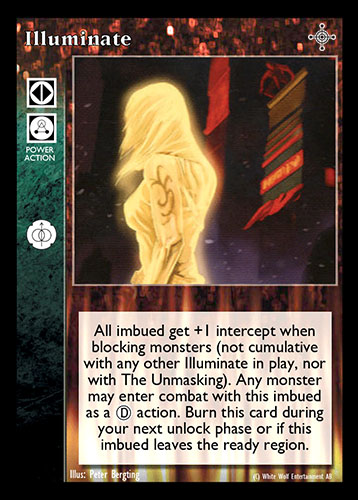 Illuminate
POWER
ACTION
All imbued get +1 intercept when
blocking monsters (not cumulative
with any other Illuminate in play, nor
with The Unmasking). Any monster
may enter combat with this imbued
as a Ⓓ action. Burn this card during
your next unlock phase or if this
imbued leaves the ready region.
Illus: Peter Bergting
(C) White Wolf Entertainment AB